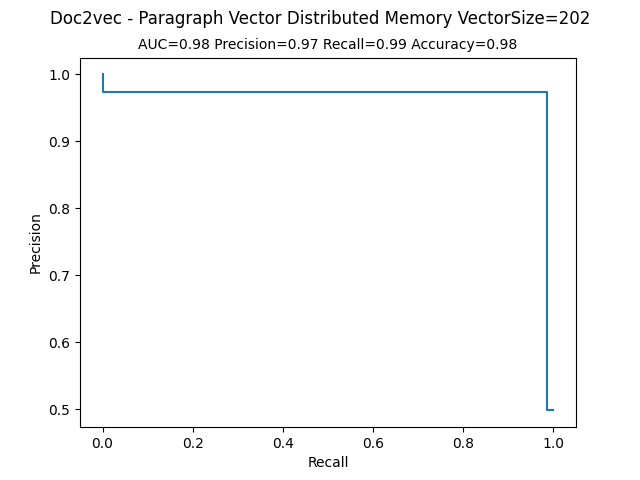 Doc2vec - Paragraph Vector Distributed Memory VectorSize=202
AUC=0.98 Precision=0.97 Recall=0.99 Accuracy=0.98
1.0
0.9
0.8
0.7
0.6
0.5
Precision
0.0 0.2 0.4 0.6 0.8 1.0
Recall